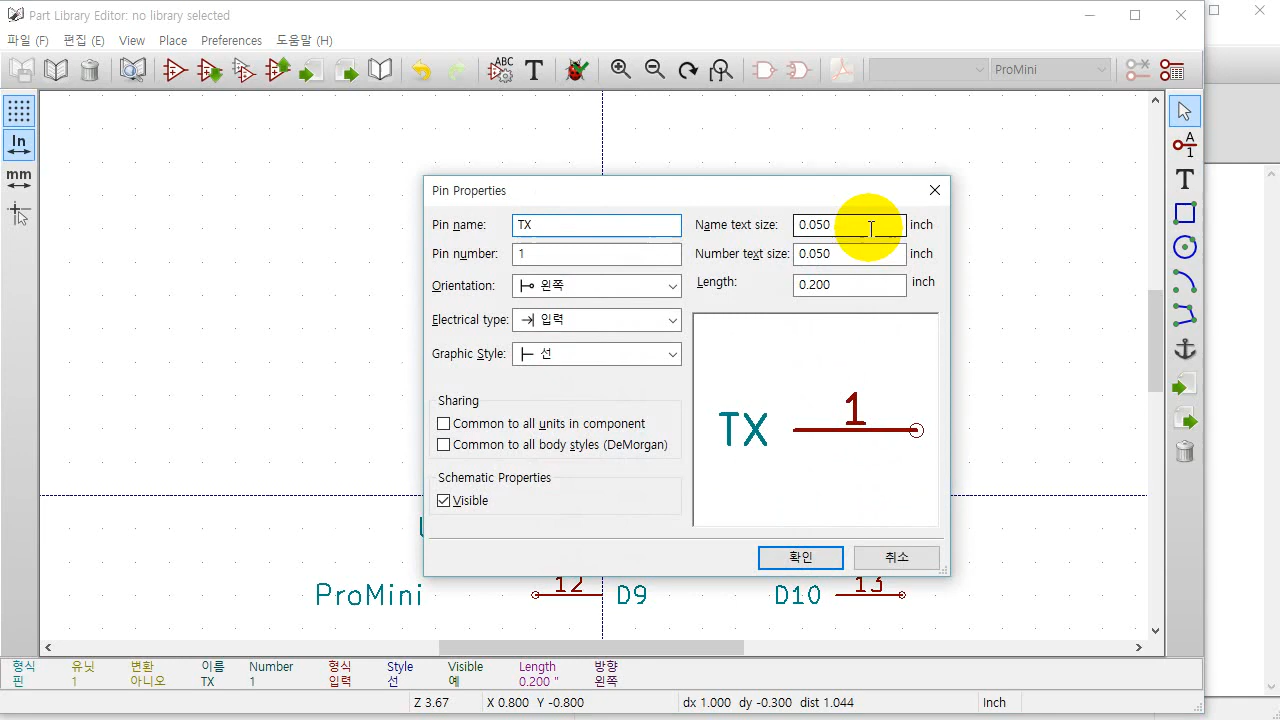 Part Library Editor: no library selected
파일 (F) 편집 (E) View Place Preferences 도움말 (H)
ABC T ProMini
In
mm
A
1
T
Pin Properties
Pin name: TX Name text size: 0.050 inch
Pin number: 1 Number text size: 0.050 inch
Orientation: 왼쪽 Length: 0.200 inch
Electrical type: 입력
Graphic Style: 선
Sharing
Common to all units in component
Common to all body styles (DeMorgan)
Schematic Properties
Visible
1
TX
확인 취소
12 13
ProMini D9 D10
형식 유닛 변환 이름 Number 형식 Style Visible Length 방향
핀 1 아니오 TX 1 입력 선 예 0.200 " 왼쪽
Z 3.67 X 0.800 Y -0.800 dx 1.000 dy -0.300 dist 1.044 Inch